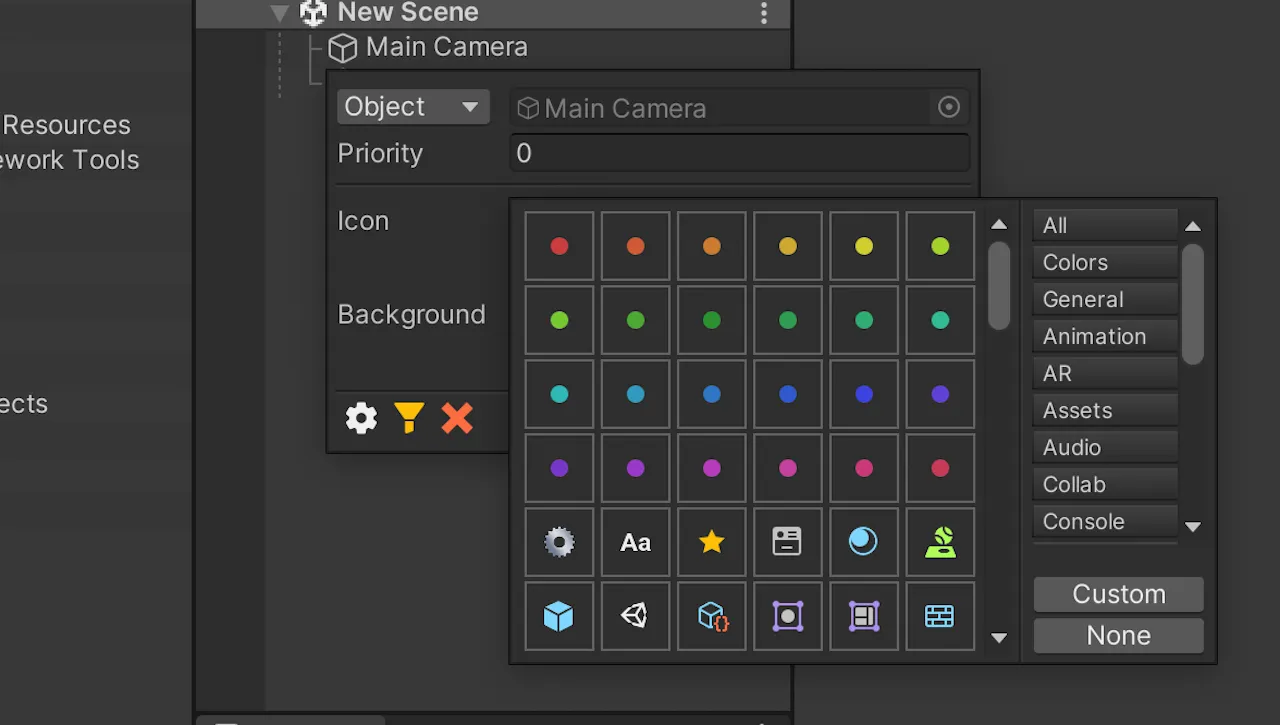 New Scene
Main Camera
Resources
ework Tools
ects
Object
Main Camera
Priority
0
Icon
Background
Aa
All
Colors
General
Animation
AR
Assets
Audio
Collab
Console
Custom
None